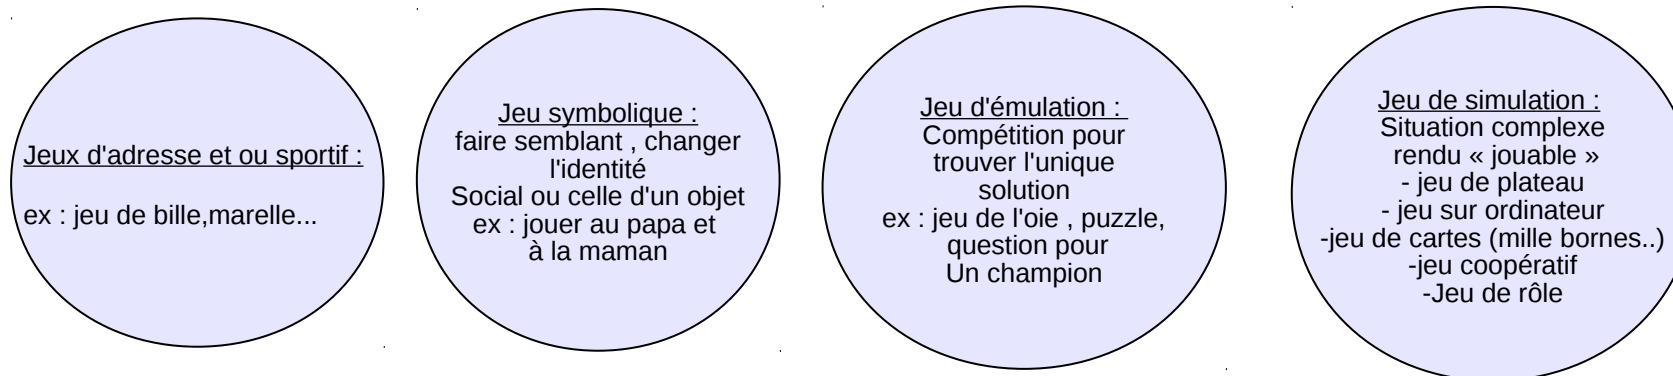 Jeux d'adresse et ou sportif :
ex : jeu de bille,marelle...
Jeu symbolique :
faire semblant , changer
l'identité
Social ou celle d'un objet
ex : jouer au papa et
à la maman
Jeu d'émulation :
Compétition pour
trouver l'unique
solution
ex : jeu de l'oie , puzzle,
question pour
Un champion
Jeu de simulation :
Situation complexe
rendu « jouable »
- jeu de plateau
- jeu sur ordinateur
-jeu de cartes (mille bornes..)
-jeu coopératif
-Jeu de rôle